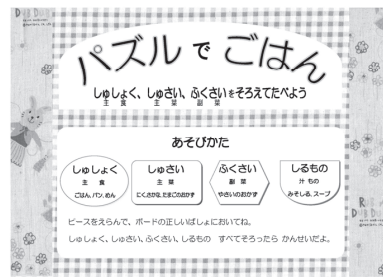 パズル で ごはん
しゅしょく、しゅさい、ふくさいをそろえてたべよう
主食 主菜 副菜
あそびかた
しゅしょく
主食
ごはん、パン、めん
しゅさい
主菜
にく、さかな、たまごのおかず
ふくさい
副菜
やさいのおかず
しるもの
汁もの
みそしる、スープ
ピースをえらんで、ボードの正しいばしょにおいてね。
しゅしょく、しゅさい、ふくさい、しるもの すべてそろったら かんせいだよ。